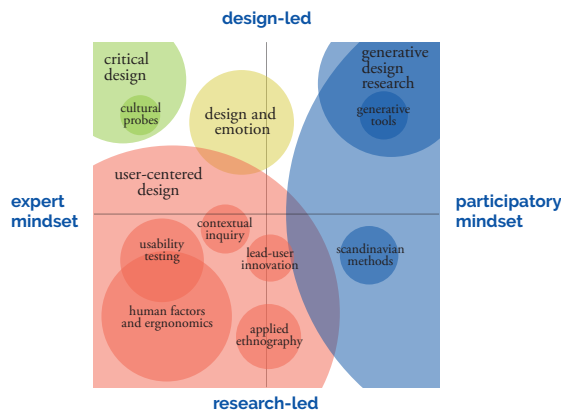 design-led
critical
design
generative
design
research
cultural
probes
design and
emotion
generative
tools
user-centered
design
expert
mindset
participatory
mindset
contextual
inquiry
usability
testing
lead-user
innovation
scandinavian
methods
human factors
and ergonomics
applied
ethnography
research-led